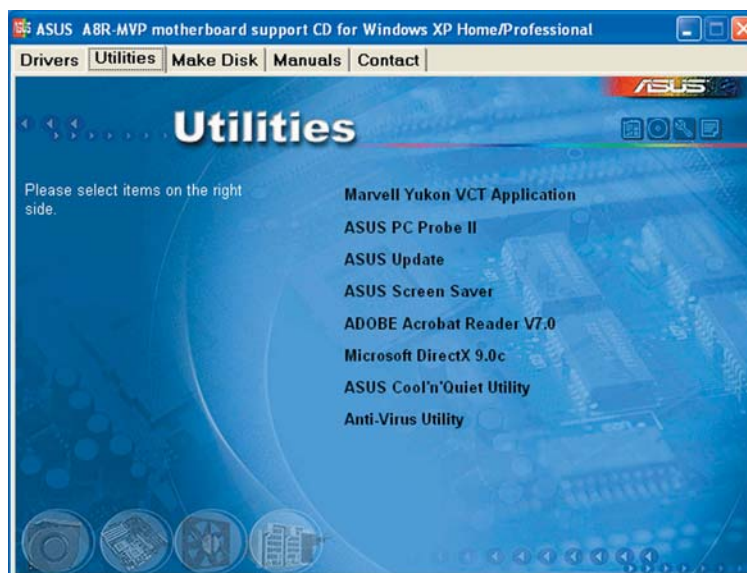 ASUS A8R-MVP motherboard support CD for Windows XP Home/Professional
Drivers Utilities Make Disk Manuals Contact
ASUS
Utilities
Please select items on the right
side.
Marvell Yukon VCT Application
ASUS PC Probe II
ASUS Update
ASUS Screen Saver
ADOBE Acrobat Reader V7.0
Microsoft DirectX 9.0c
ASUS Cool'n'Quiet Utility
Anti-Virus Utility